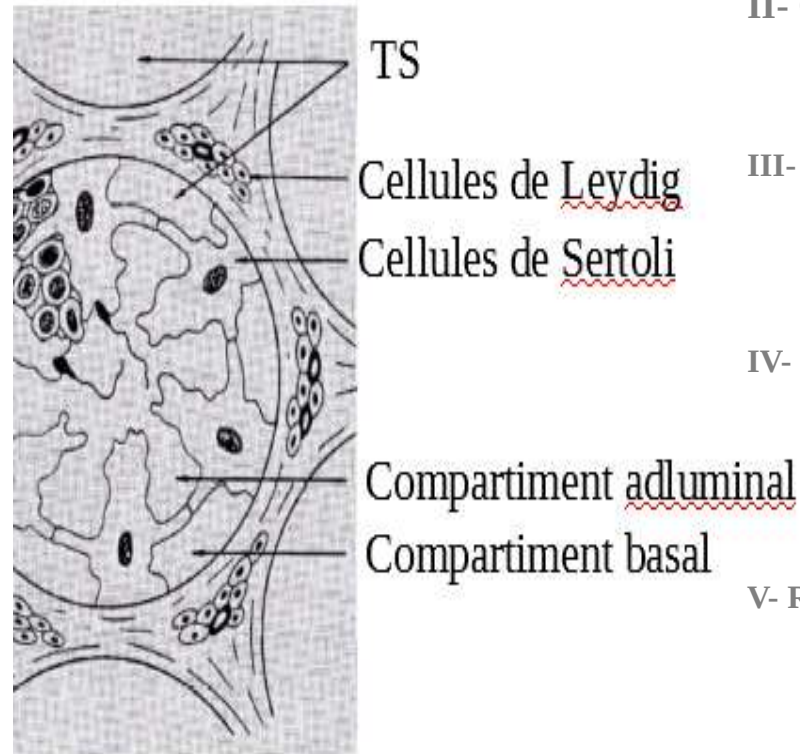 II-
TS
III-
Cellules de Leydig
Cellules de Sertoli
IV-
Compartiment adluminal
Compartiment basal
V- R